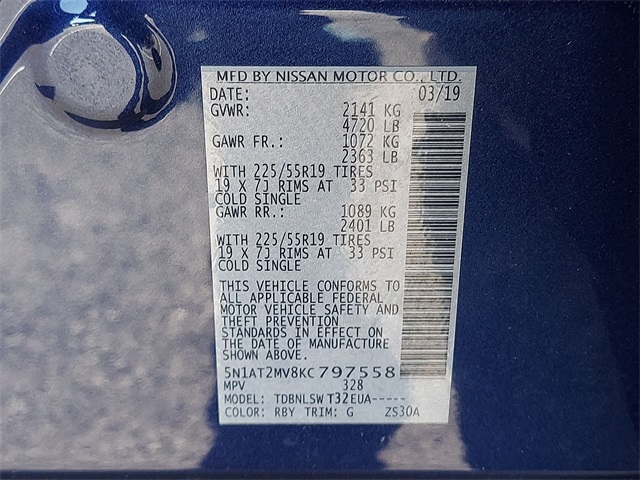 MFD BY NISSAN MOTOR CO., LTD.
DATE: 03/19
GVWR: 2141 KG
4720 LB
GAWR FR.: 1072 KG
2363 LB
WITH 225/55R19 TIRES
19 X 7J RIMS AT 33 PSI
COLD SINGLE
GAWR RR.: 1089 KG
2401 LB
WITH 225/55R19 TIRES
19 X 7J RIMS AT 33 PSI
COLD SINGLE
THIS VEHICLE CONFORMS TO
ALL APPLICABLE FEDERAL
MOTOR VEHICLE SAFETY AND
THEFT PREVENTION
STANDARDS IN EFFECT ON
THE DATE OF MANUFACTURE
SHOWN ABOVE.
5N1AT2MV8KC797558
MPV 328
MODEL: TDBNLSWT32EUA-----
COLOR: RBY TRIM: G ZS30A